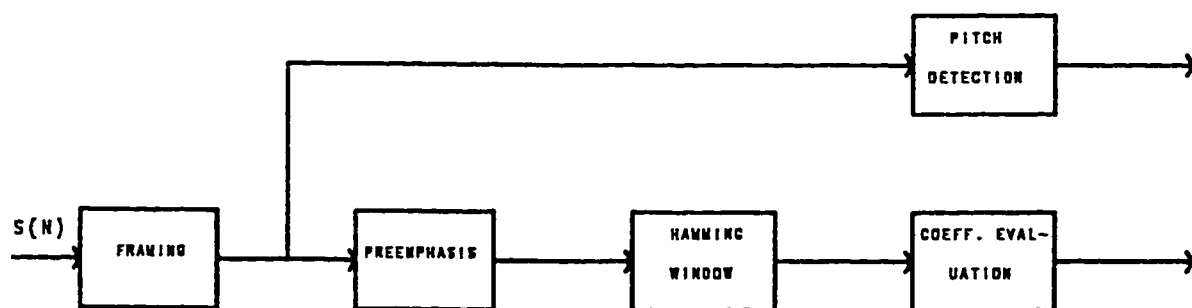 PITCH
DETECTION
S(N)
FRAMING
PREEMPHASIS
HAMMING
WINDOW
COEFF. EVAL-
UATION